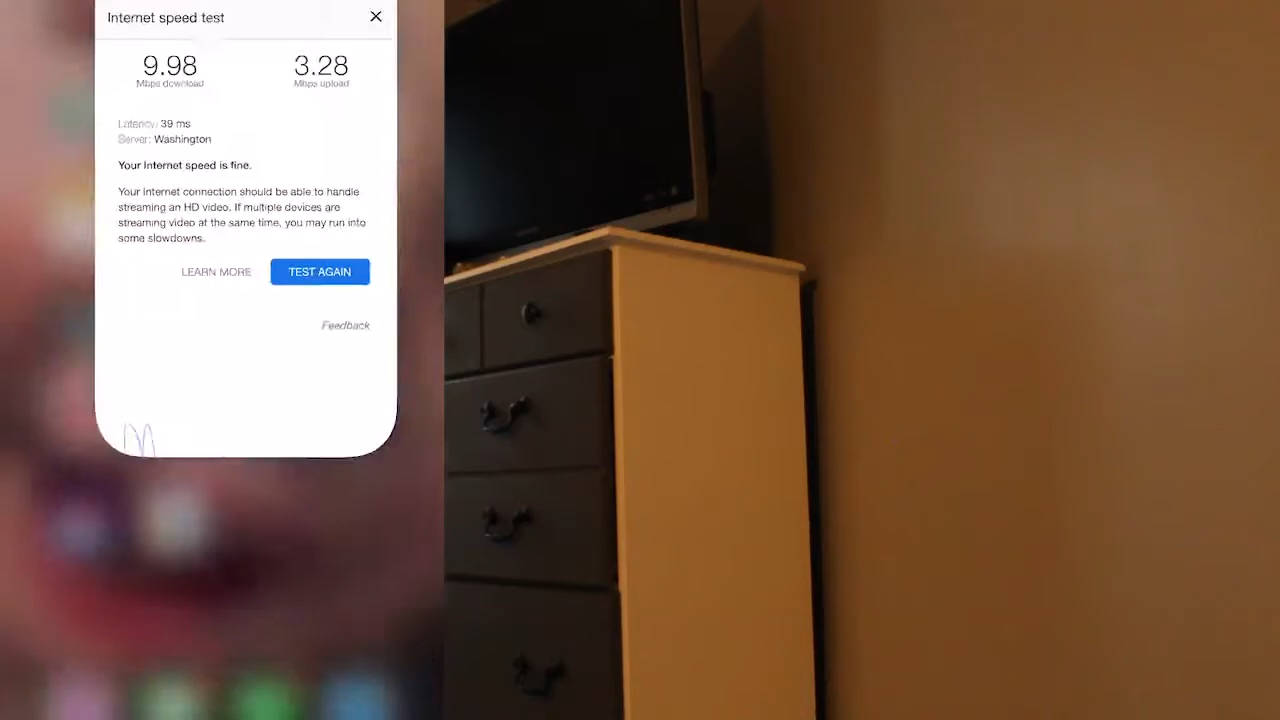 Internet speed test
9.98
Mbps download
3.28
Mbps upload
Latency: 39 ms
Server: Washington
Your Internet speed is fine.
Your Internet connection should be able to handle
streaming an HD video. If multiple devices are
streaming video at the same time, you may run into
some slowdowns.
LEARN MORE
TEST AGAIN
Feedback